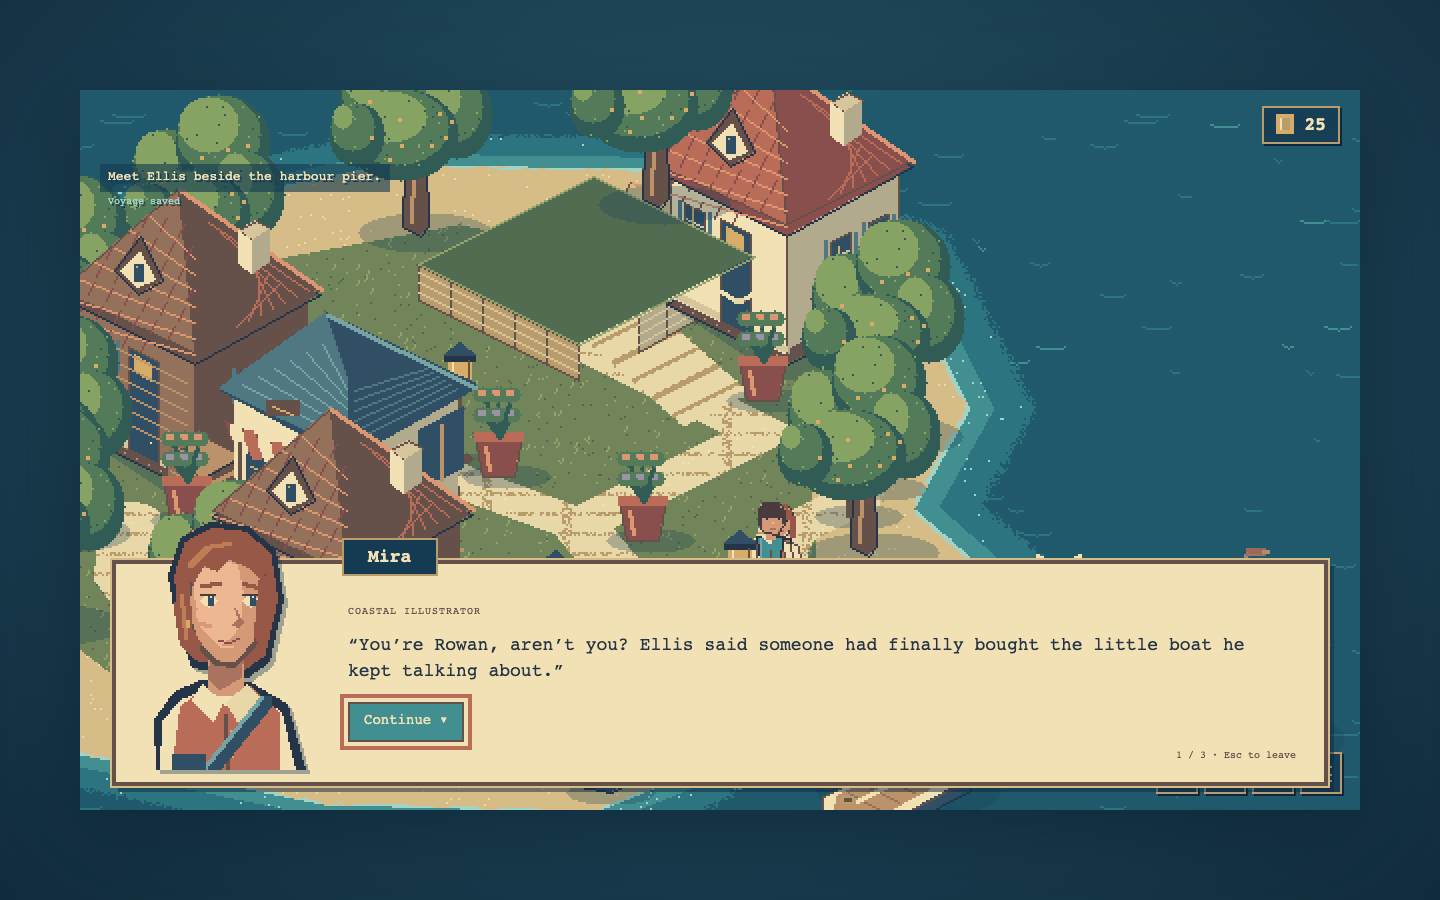 25
Meet Ellis beside the harbour pier.
Voyage saved
Mira
COASTAL ILLUSTRATOR
“You’re Rowan, aren’t you? Ellis said someone had finally bought the little boat he
kept talking about.”
Continue ▾
1 / 3 · Esc to leave